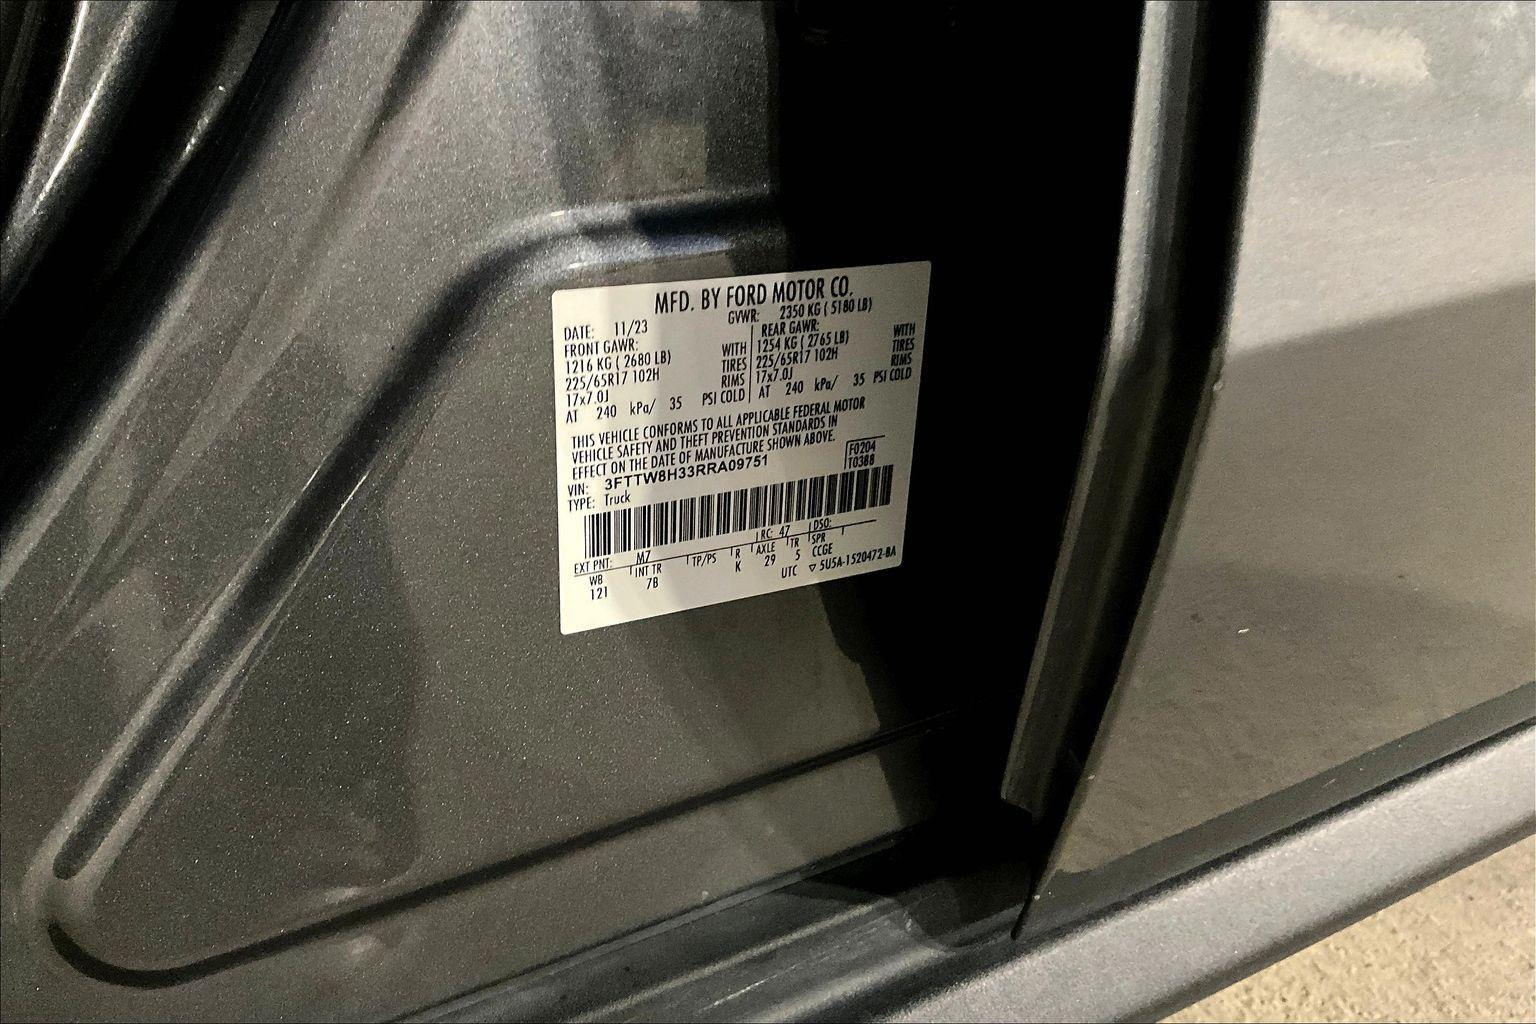 MFD. BY FORD MOTOR CO.
DATE: 11/23 GVWR: 2350 KG ( 5180 LB)
FRONT GAWR: REAR GAWR:
1216 KG ( 2680 LB) WITH 1254 KG ( 2765 LB) WITH
225/65R17 102H TIRES 225/65R17 102H TIRES
17x7.0J RIMS 17x7.0J RIMS
AT 240 kPa/ 35 PSI COLD AT 240 kPa/ 35 PSI COLD
THIS VEHICLE CONFORMS TO ALL APPLICABLE FEDERAL MOTOR
VEHICLE SAFETY AND THEFT PREVENTION STANDARDS IN
EFFECT ON THE DATE OF MANUFACTURE SHOWN ABOVE.
F0204
VIN: 3FTTW8H33RRA09751 T0388
TYPE: Truck
EXT PNT: M7 RC: 47 DSO:
WB INT TR TP/PS R AXLE TR SPR
121 7B K 29 5 CCGE
UTC ▽ 5U5A-1520472-BA